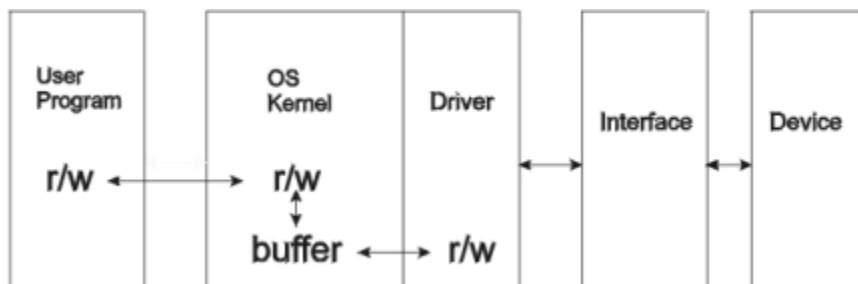 User
Program
OS
Kernel
Driver
Interface
Device
r/w
r/w
buffer
r/w